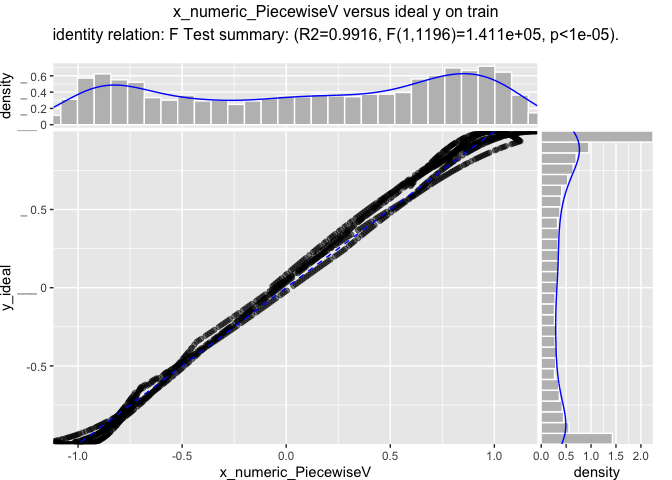 x_numeric_PiecewiseV versus ideal y on train
identity relation: F Test summary: (R2=0.9916, F(1,1196)=1.411e+05, p<1e-05).
density
0.6
0.4
0.2
0
y_ideal
0.5
0
-0.5
-1.0
-0.5
0.0
0.5
1.0
x_numeric_PiecewiseV
0.0
0.5
1.0
1.5
2.0
density